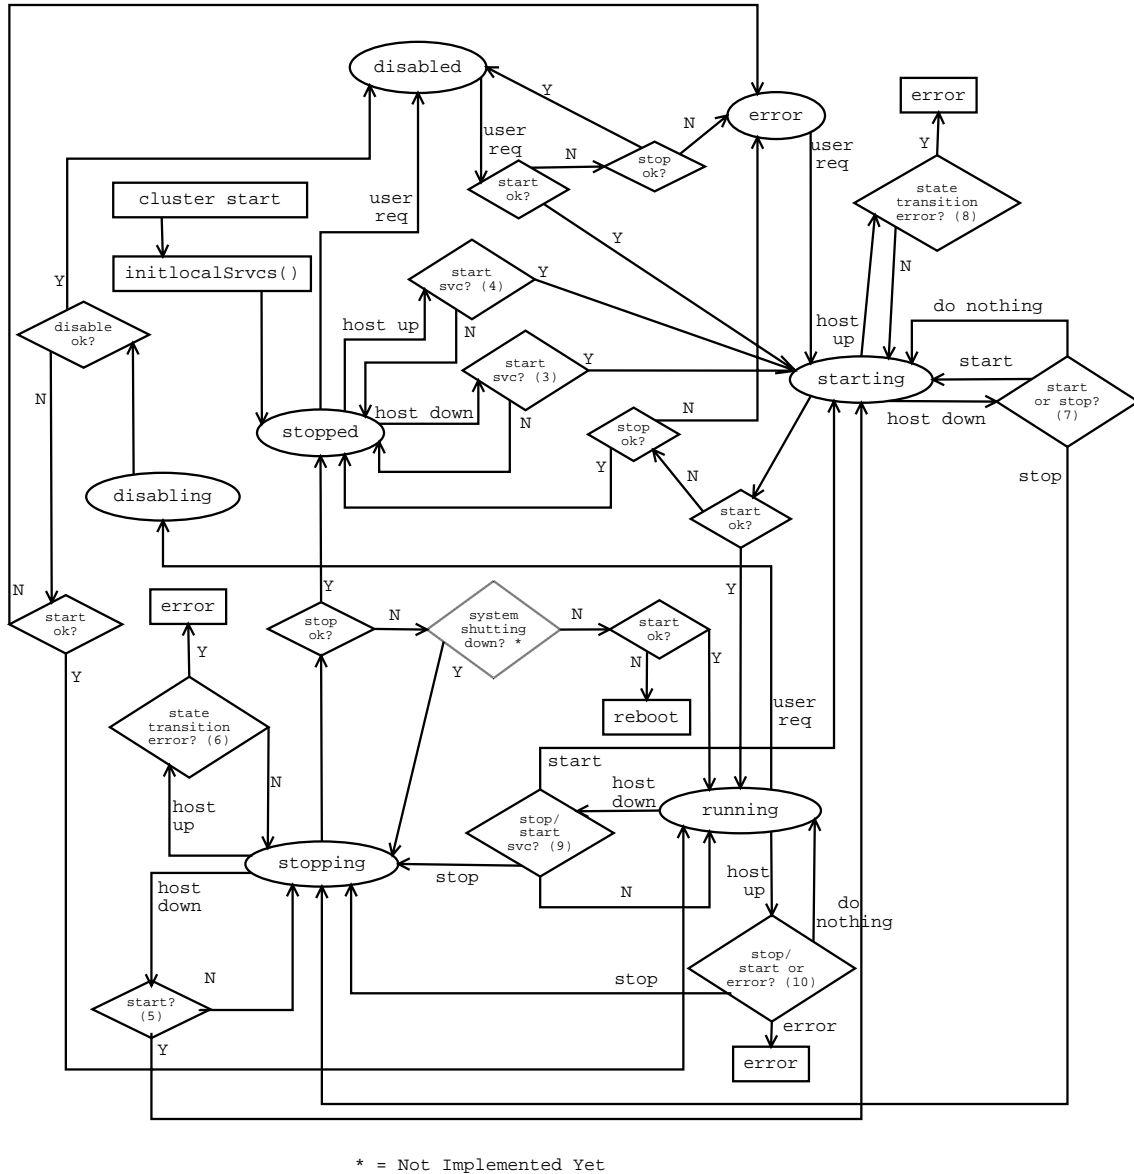 disabled
error
error
Y
N
Y
user
req
N
stop
ok?
user
req
start
ok?
state
transition
error? (8)
cluster start
user
req
Y
N
initlocalSrvcs()
start
svc? (4)
Y
Y
disable
ok?
host up
N
host
up
do nothing
start
svc? (3)
Y
start
starting
start
or stop?
(7)
N
host down
N
N
host down
stopped
stop
ok?
Y
N
stop
disabling
start
ok?
N
Y
Y
error
start
ok?
stop
ok?
N
system
shutting
down? *
N
start
ok?
Y
Y
Y
N
Y
state
transition
error? (6)
reboot
user
req
start
N
host
up
host
down
running
stop/
start
svc? (9)
stopping
stop
host
down
N
host
up
do
nothing
stop/
start or
error? (10)
N
stop
start?
(5)
Y
error
error
* = Not Implemented Yet